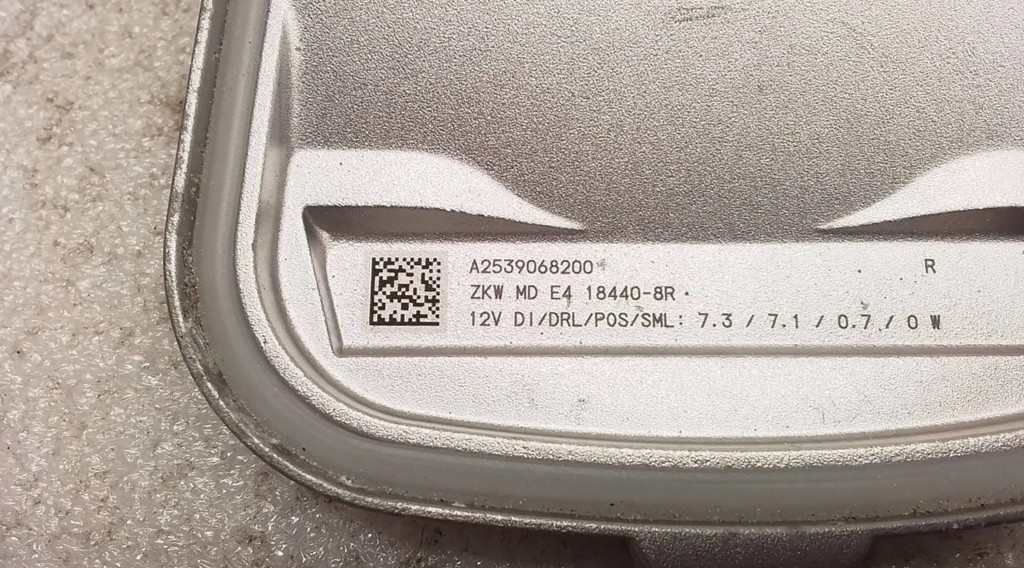 A2539068200 R
ZKW MD E4 18440-8R
12V DI/DRL/POS/SML: 7.3 / 7.1 / 0.7 / 0 W